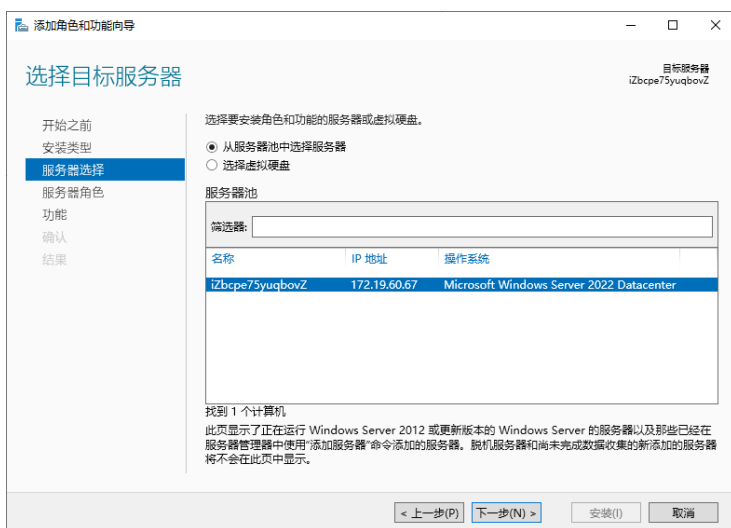 添加角色和功能向导
选择目标服务器
目标服务器
iZbcpe75yuqbovZ
开始之前
安装类型
服务器选择
服务器角色
功能
确认
结果
选择要安装角色和功能的服务器或虚拟硬盘。
从服务器池中选择服务器
选择虚拟硬盘
服务器池
筛选器:
名称 IP 地址 操作系统
iZbcpe75yuqbovZ 172.19.60.67 Microsoft Windows Server 2022 Datacenter
找到 1 个计算机
此页显示了正在运行 Windows Server 2012 或更新版本的 Windows Server 的服务器以及那些已经在
服务器管理器中使用"添加服务器"命令添加的服务器。脱机服务器和尚未完成数据收集的新添加的服务器
将不会在此页中显示。
< 上一步(P) 下一步(N) > 安装(I) 取消